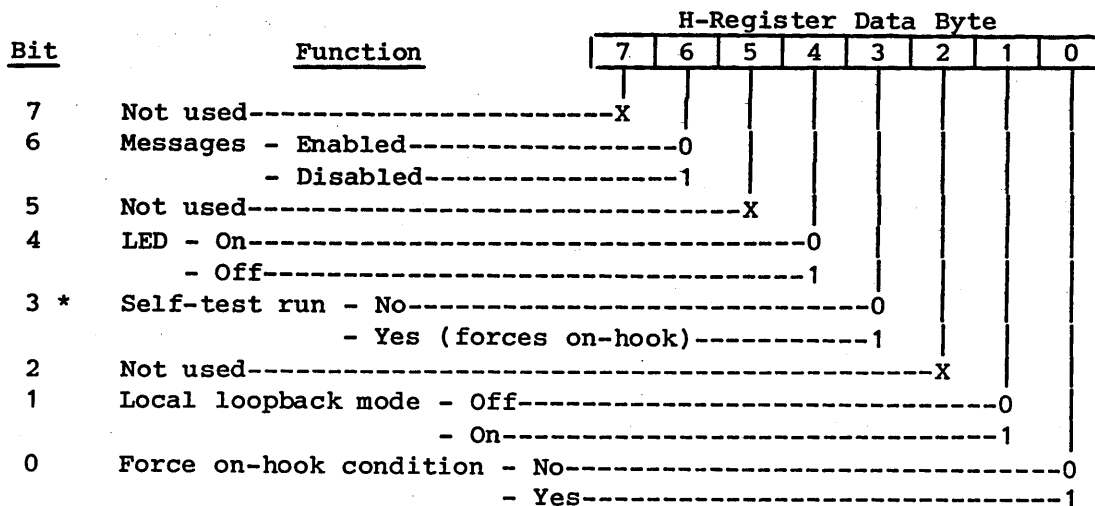 H-Register Data Byte
Bit Function 7 6 5 4 3 2 1 0
7 Not used-----------------------X
6 Messages - Enabled-----------------0
- Disabled----------------1
5 Not used-------------------------------X
4 LED - On-----------------------------------0
- Off----------------------------------1
3 * Self-test run - No-----------------------------0
- Yes (forces on-hook)-----------1
2 Not used-------------------------------------------X
1 Local loopback mode - Off------------------------------0
- On-------------------------------1
0 Force on-hook condition - No-------------------------------0
- Yes------------------------------1